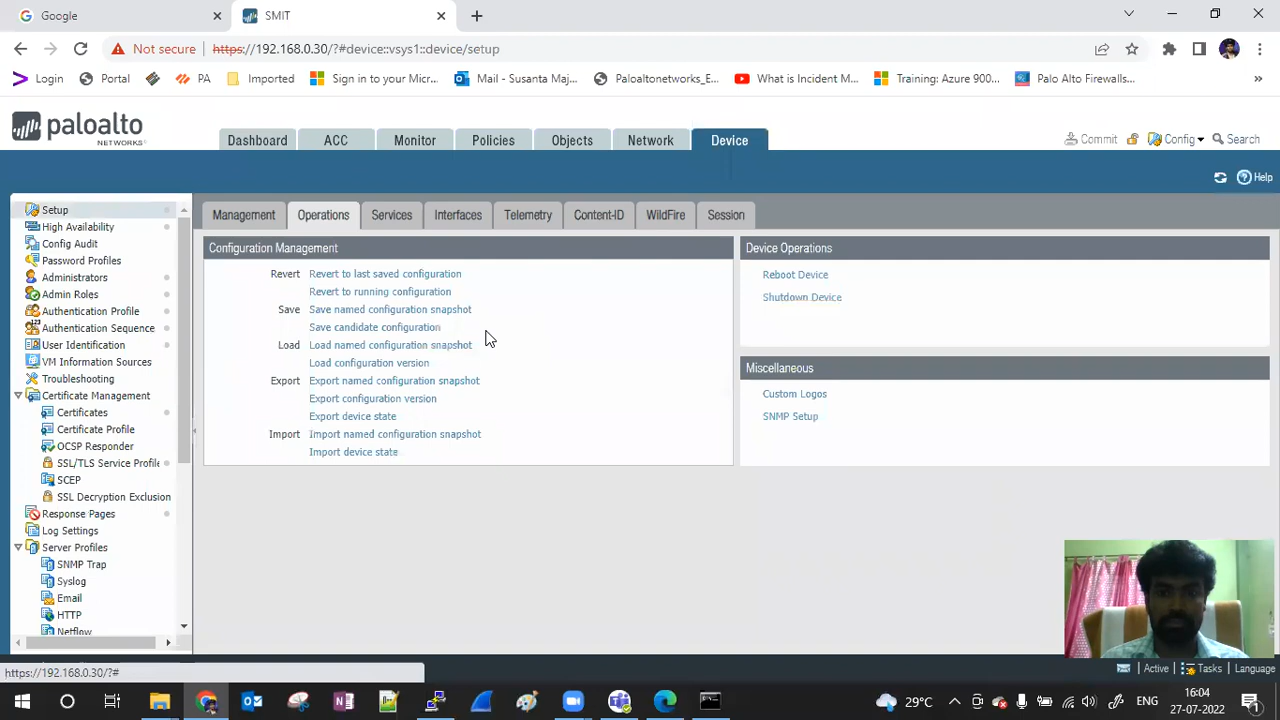 Google
SMIT
Not secure
https://192.168.0.30/?#device::vsys1::device/setup
Login
Portal
PA
Imported
Sign in to your Micr...
Mail - Susanta Maj...
Paloaltonetworks_E...
What is Incident M...
Training: Azure 900...
Palo Alto Firewalls...
»
paloalto
NETWORKS
Dashboard
ACC
Monitor
Policies
Objects
Network
Device
Commit
Config
Search
Help
Setup
High Availability
Config Audit
Password Profiles
Administrators
Admin Roles
Authentication Profile
Authentication Sequence
User Identification
VM Information Sources
Troubleshooting
Certificate Management
Certificates
Certificate Profile
OCSP Responder
SSL/TLS Service Profile
SCEP
SSL Decryption Exclusion
Response Pages
Log Settings
Server Profiles
SNMP Trap
Syslog
Email
HTTP
Netflow
Management
Operations
Services
Interfaces
Telemetry
Content-ID
WildFire
Session
Configuration Management
Revert Revert to last saved configuration
Revert to running configuration
Save Save named configuration snapshot
Save candidate configuration
Load Load named configuration snapshot
Load configuration version
Export Export named configuration snapshot
Export configuration version
Export device state
Import Import named configuration snapshot
Import device state
Device Operations
Reboot Device
Shutdown Device
Miscellaneous
Custom Logos
SNMP Setup
https://192.168.0.30/?#
Active
Tasks
Language
29°C
ENG
16:04
27-07-2022